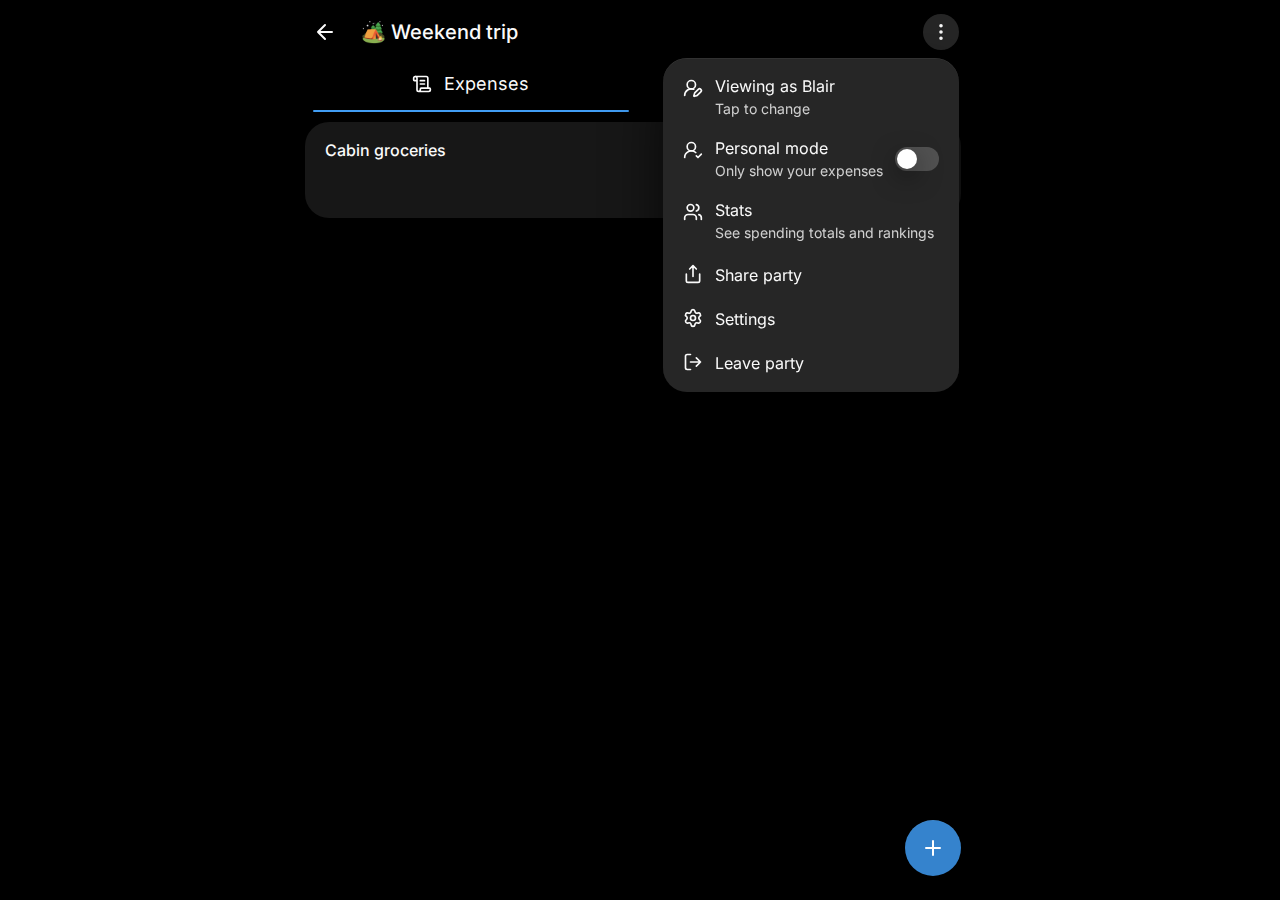 🏕️ Weekend trip
Expenses
Cabin groceries
Viewing as Blair
Tap to change
Personal mode
Only show your expenses
Stats
See spending totals and rankings
Share party
Settings
Leave party